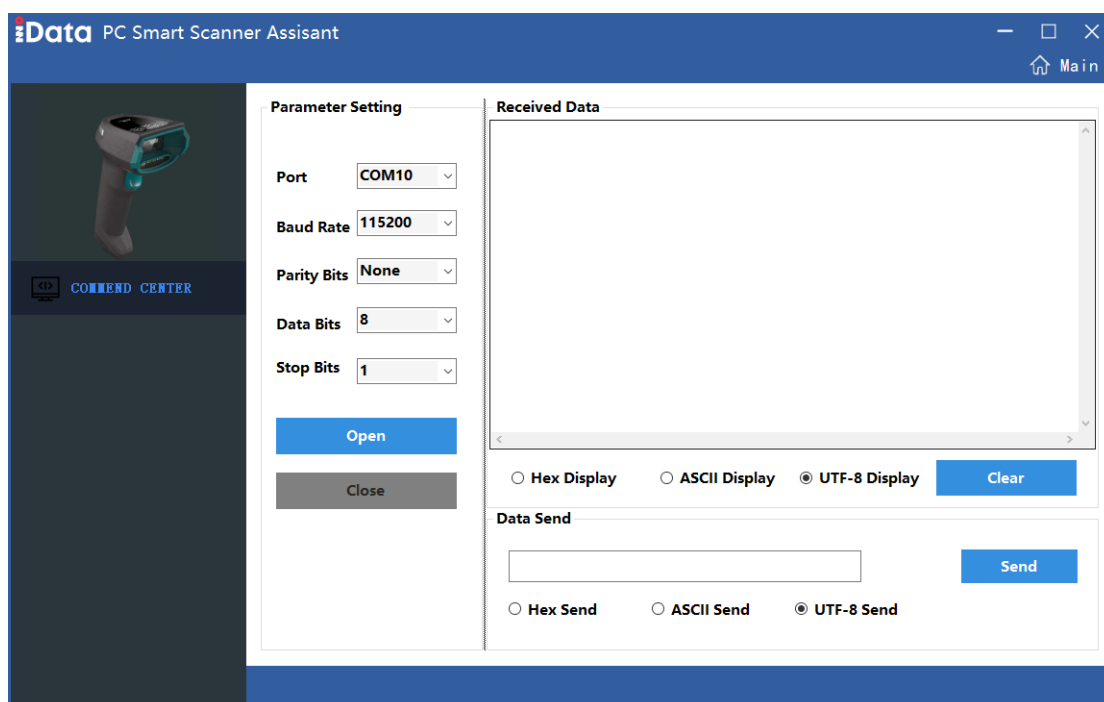 iData PC Smart Scanner Assisant
Main
COMMEND CENTER
Parameter Setting
Port COM10
Baud Rate 115200
Parity Bits None
Data Bits 8
Stop Bits 1
Open
Close
Received Data
Hex Display ASCII Display UTF-8 Display Clear
Data Send
Send
Hex Send ASCII Send UTF-8 Send